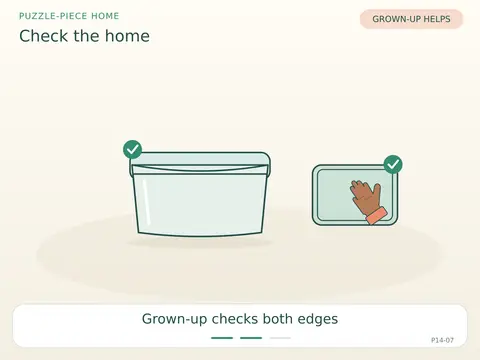 PUZZLE-PIECE HOME
GROWN-UP HELPS
Check the home
Grown-up checks both edges
P14-07